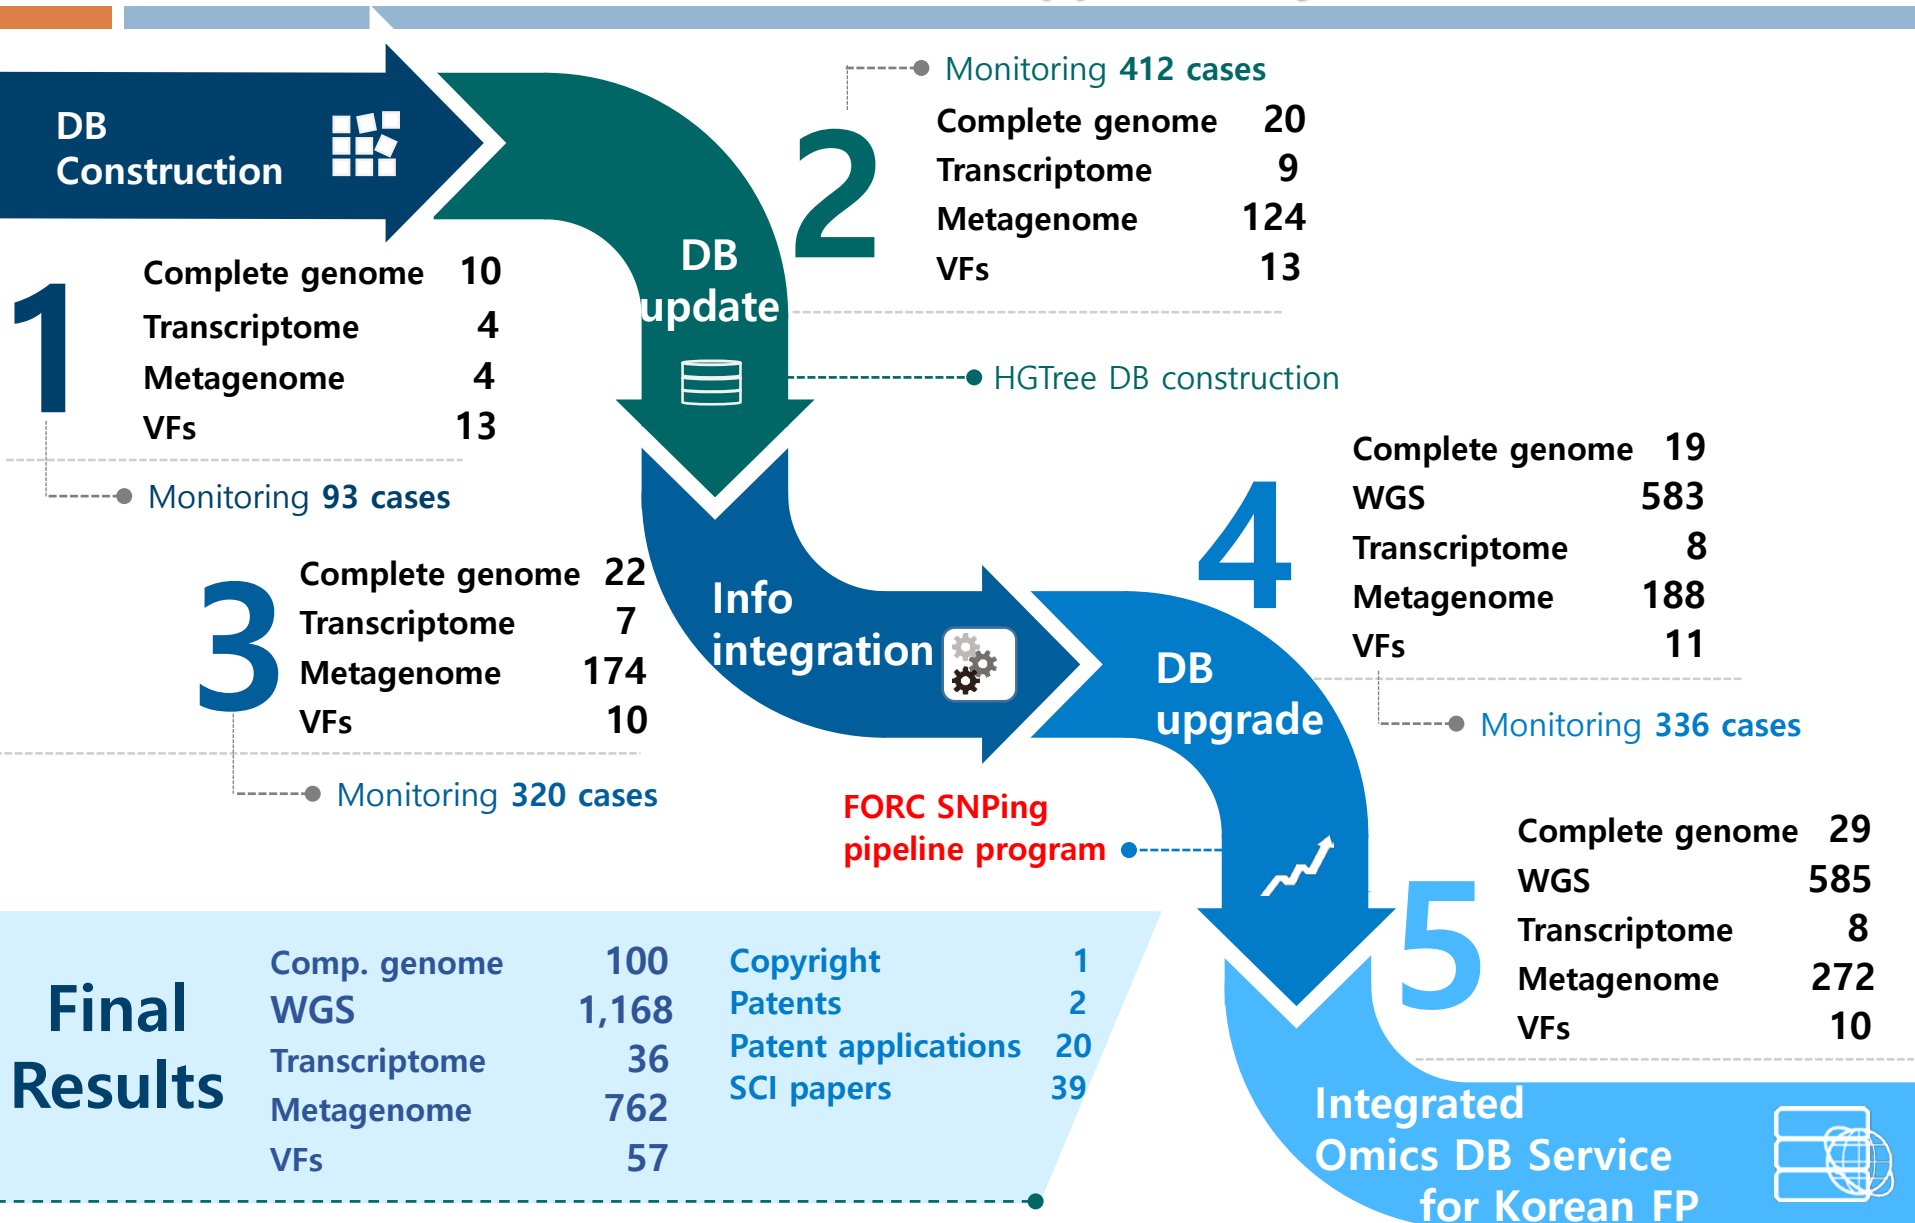 DB
Construction
1
Complete genome 10
Transcriptome 4
Metagenome 4
VFs 13
Monitoring 93 cases
DB
update
2
Monitoring 412 cases
Complete genome 20
Transcriptome 9
Metagenome 124
VFs 13
HGTree DB construction
3
Complete genome 22
Transcriptome 7
Metagenome 174
VFs 10
Monitoring 320 cases
Info
integration
4
Complete genome 19
WGS 583
Transcriptome 8
Metagenome 188
VFs 11
Monitoring 336 cases
DB
upgrade
FORC SNPing
pipeline program
5
Complete genome 29
WGS 585
Transcriptome 8
Metagenome 272
VFs 10
Integrated
Omics DB Service
for Korean FP
Final
Results
Comp. genome 100
WGS 1,168
Transcriptome 36
Metagenome 762
VFs 57
Copyright 1
Patents 2
Patent applications 20
SCI papers 39